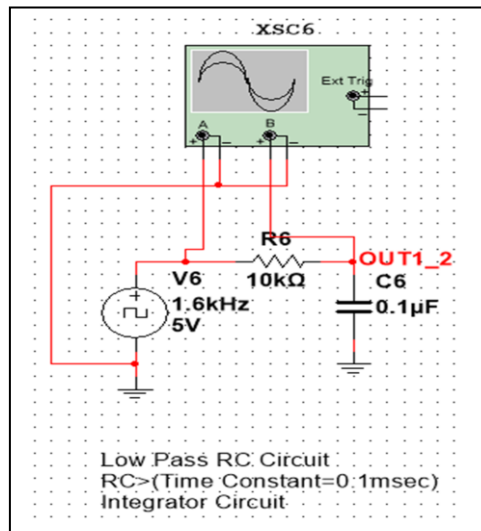 XSC6
Ext Trig
+
−
A
B
+ − + −
R6
OUT1_2
10kΩ
V6
1.6kHz
5V
C6
0.1µF
Low Pass RC Circuit
RC>(Time Constant=0.1msec)
Integrator Circuit